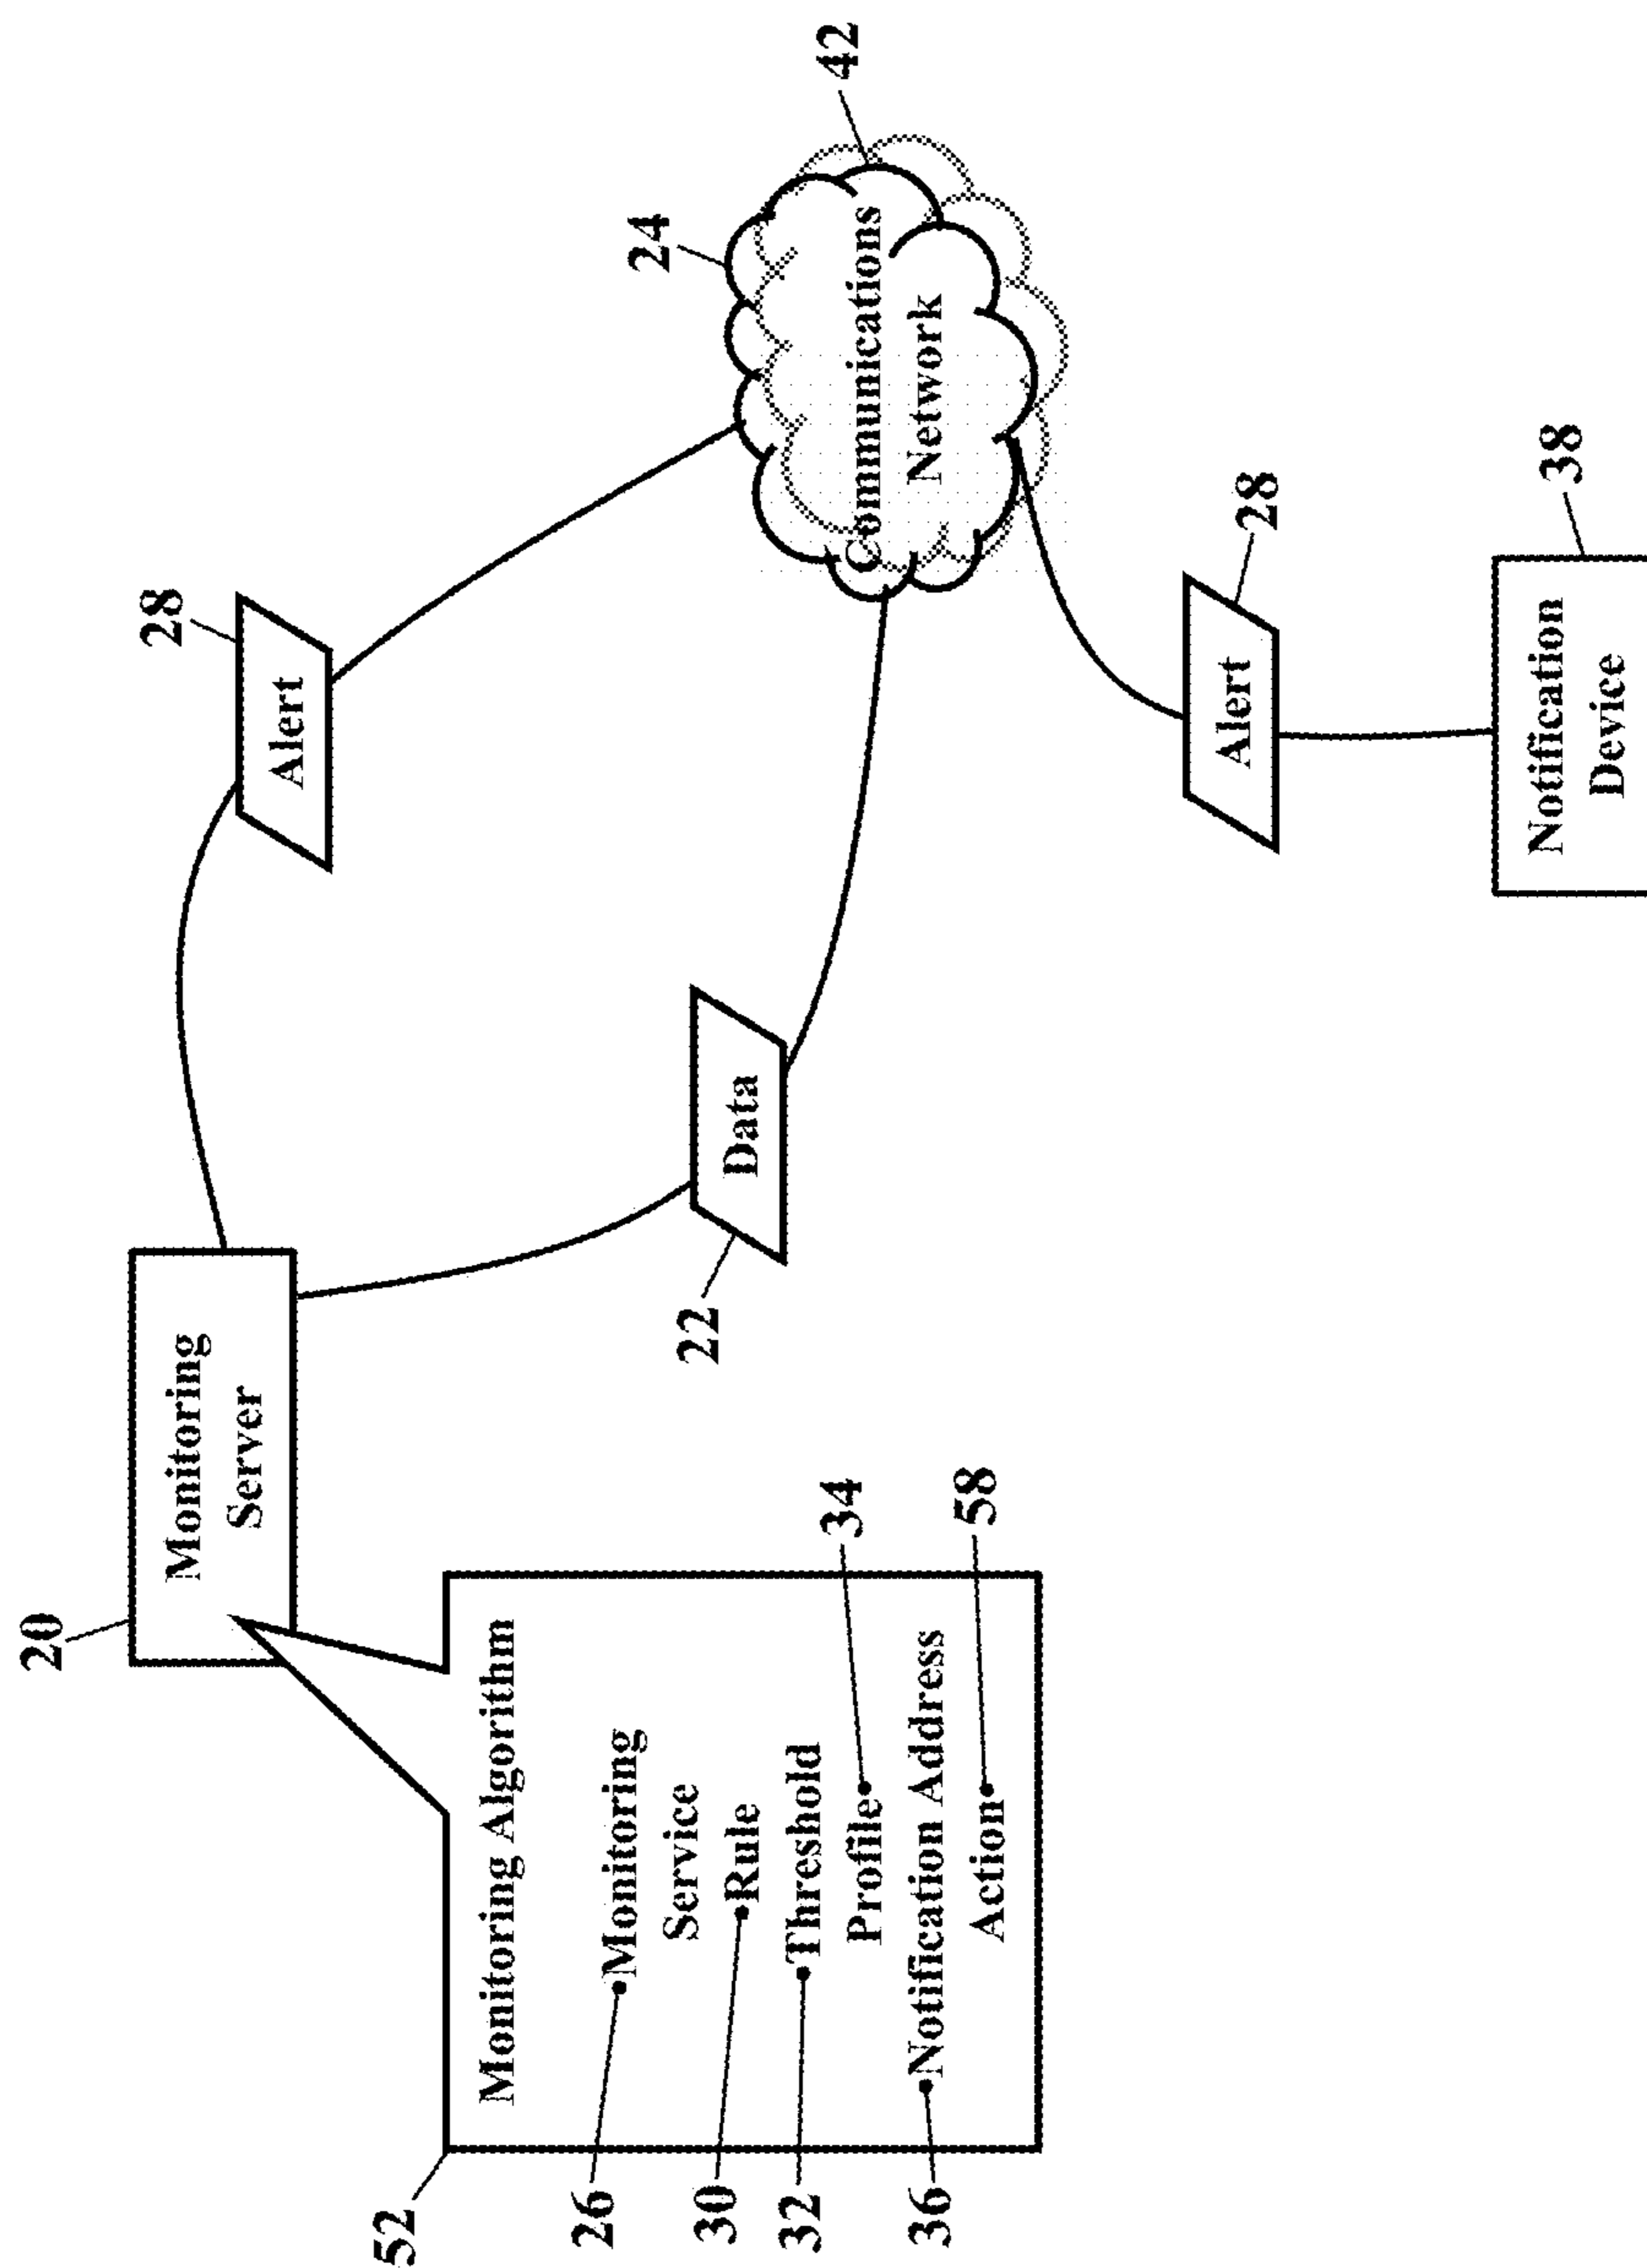 20
Monitoring
Server
28
Alert
24
42
Communications
Network
22
Data
52
Monitoring Algorithm
26
Monitoring
Service
30
Rule
32
Threshold
Profile
34
36
Notification Address
Action
58
Alert
28
Notification
Device
38